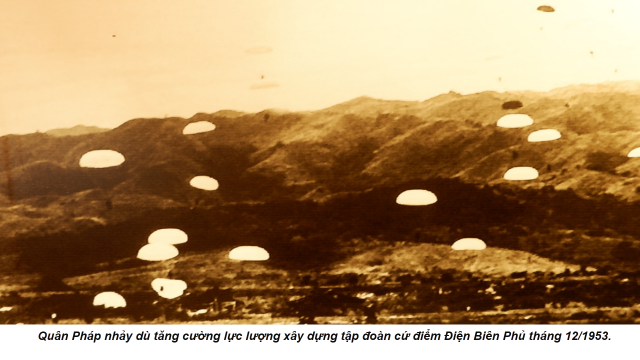 Quân Pháp nhảy dù tăng cường lực lượng xây dựng tập đoàn cứ điểm Điện Biên Phủ tháng 12/1953.